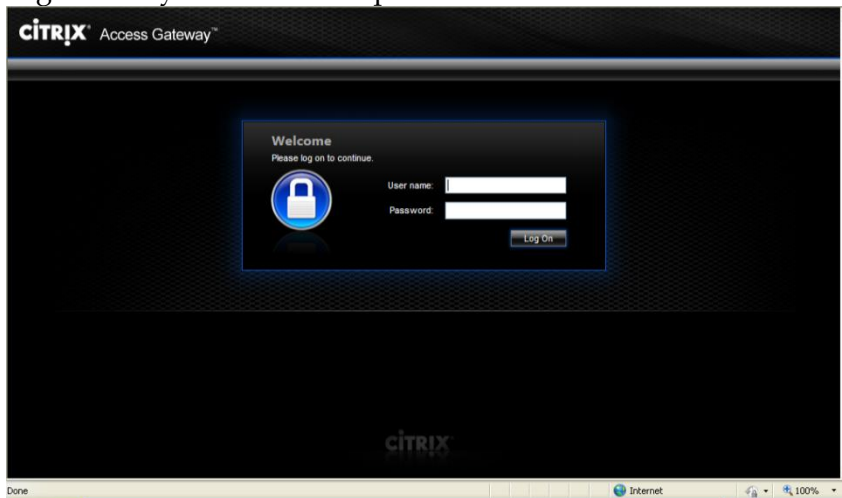 CITRIX® Access Gateway™
Welcome
Please log on to continue.
User name:
Password:
Log On
CITRIX
Done
Internet
100%